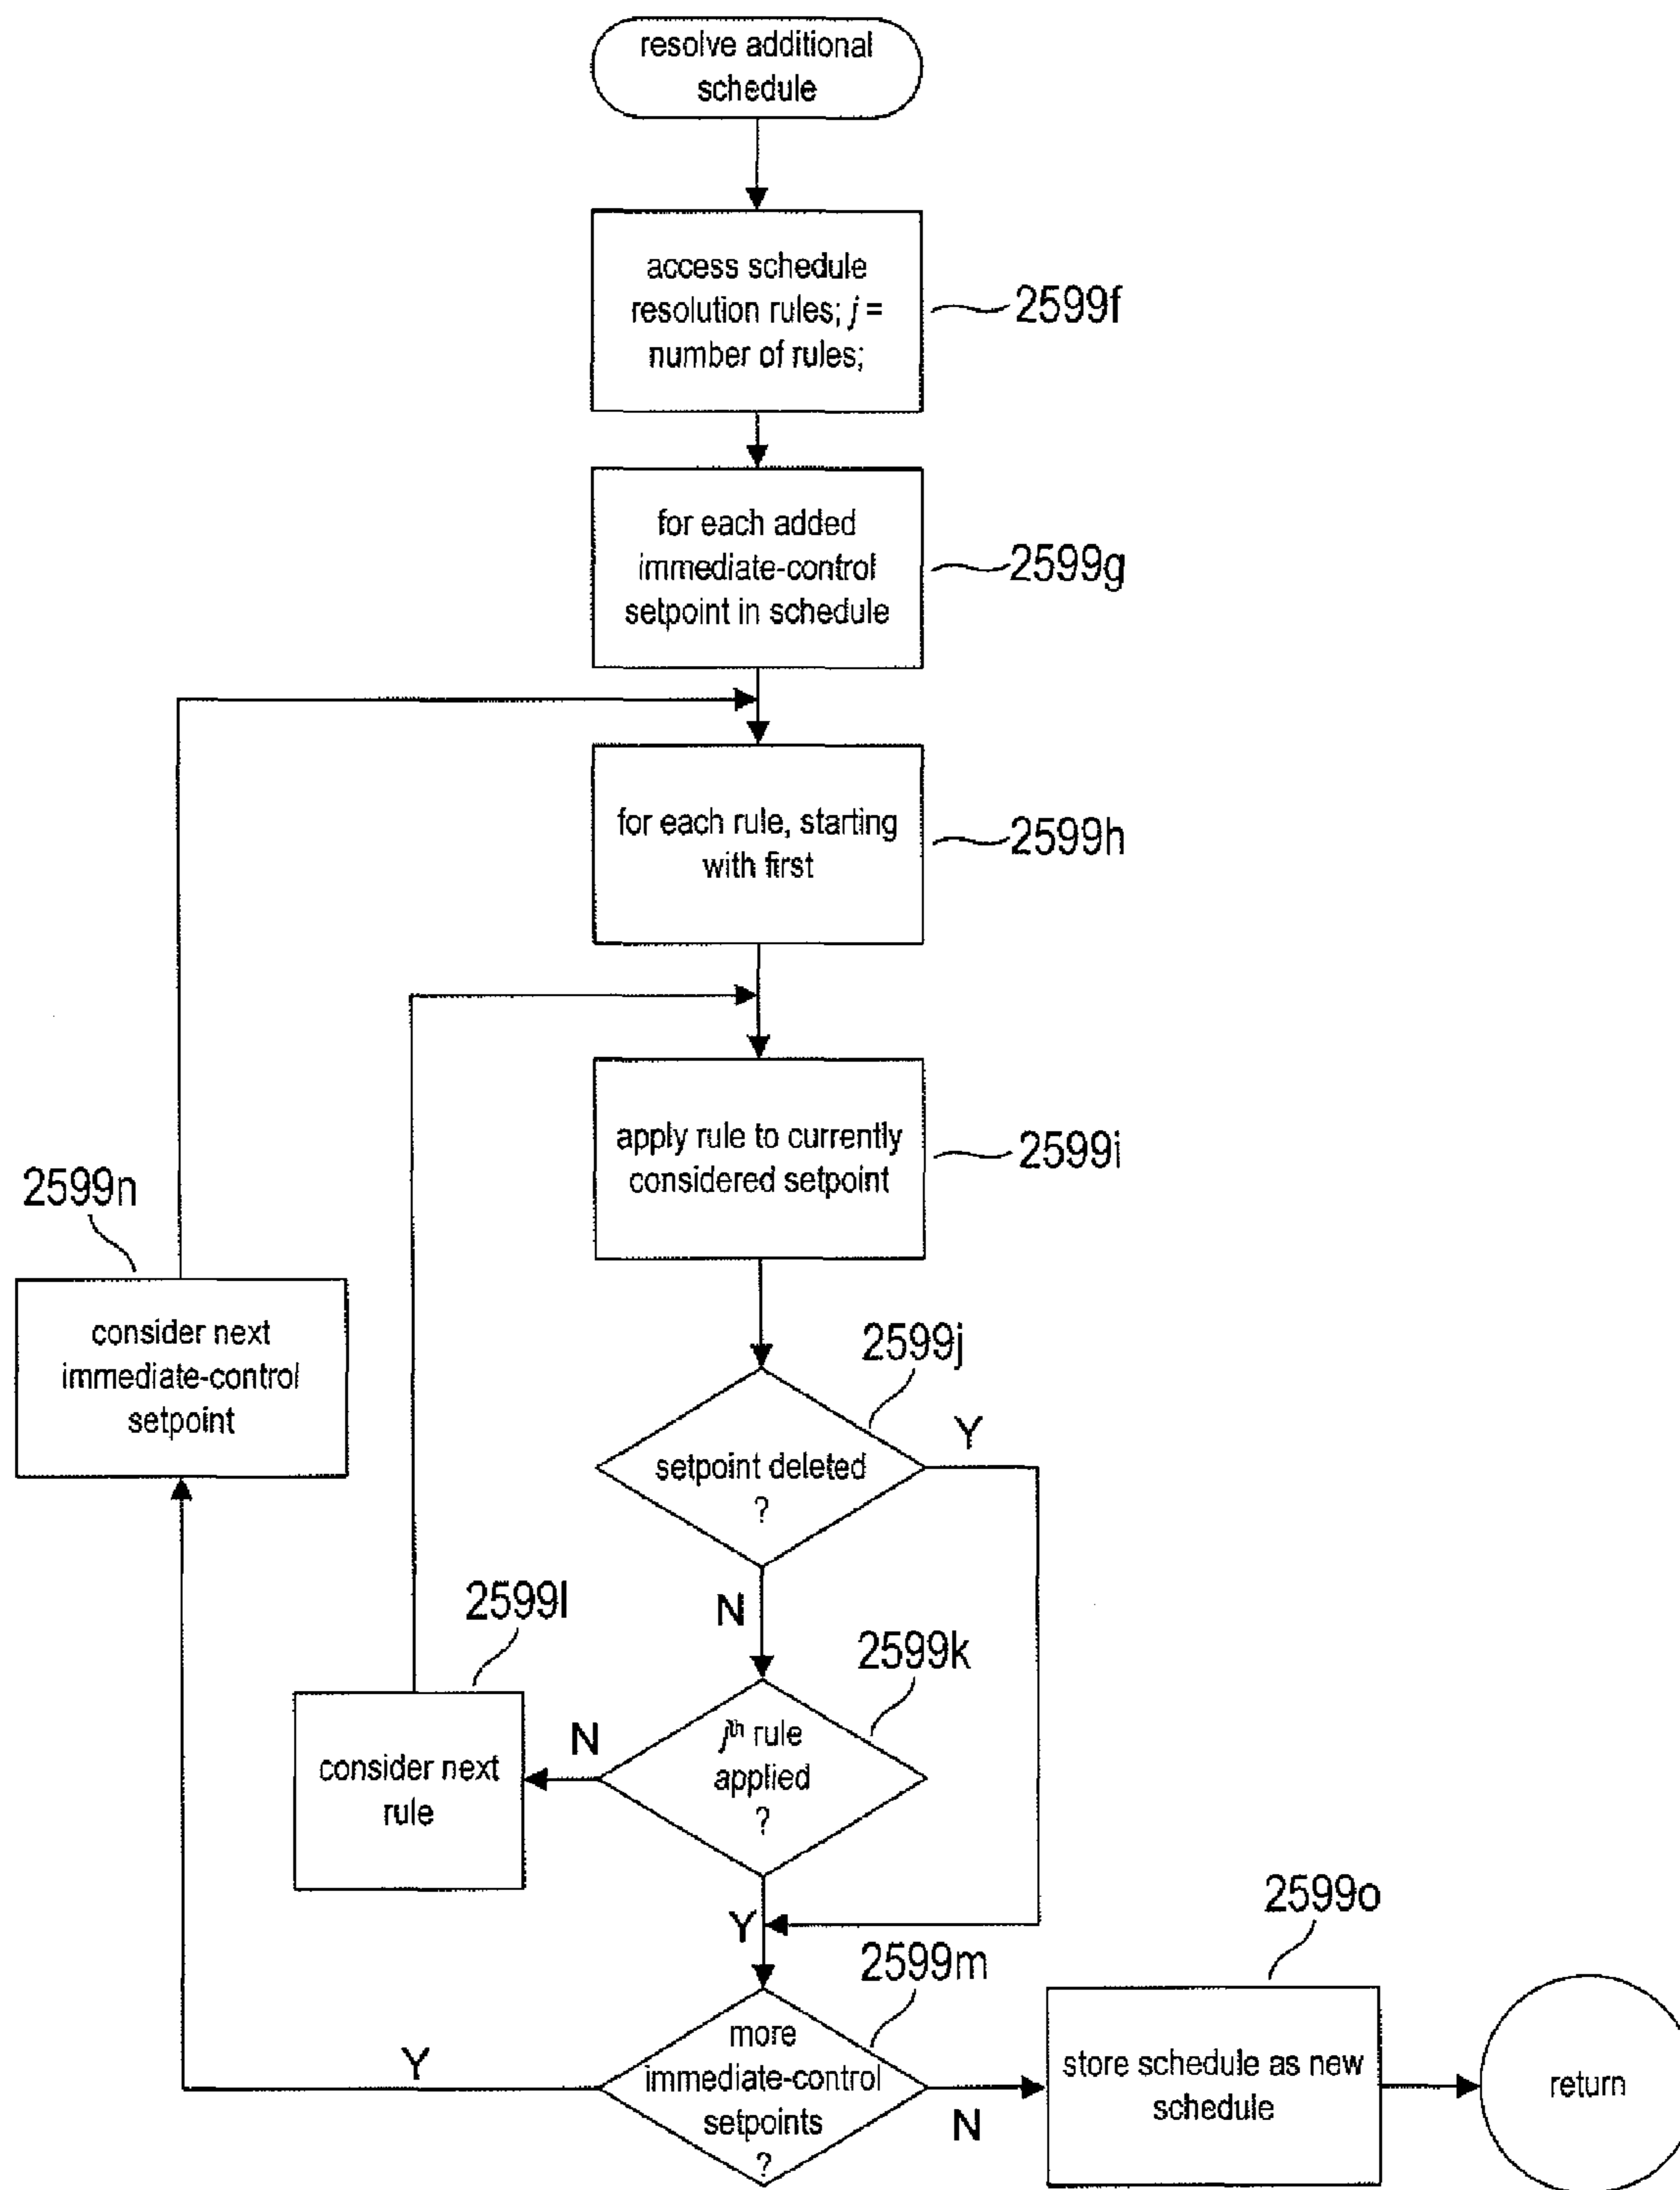 resolve additional
schedule
access schedule
resolution rules; j =
number of rules;
2599f
for each added
immediate-control
setpoint in schedule
2599g
for each rule, starting
with first
2599h
apply rule to currently
considered setpoint
2599i
2599n
consider next
immediate-control
setpoint
2599j
setpoint deleted
?
Y
N
2599l
consider next
rule
N
2599k
jth rule
applied
?
Y
2599m
more
immediate-control
setpoints
?
Y
N
2599o
store schedule as new
schedule
return